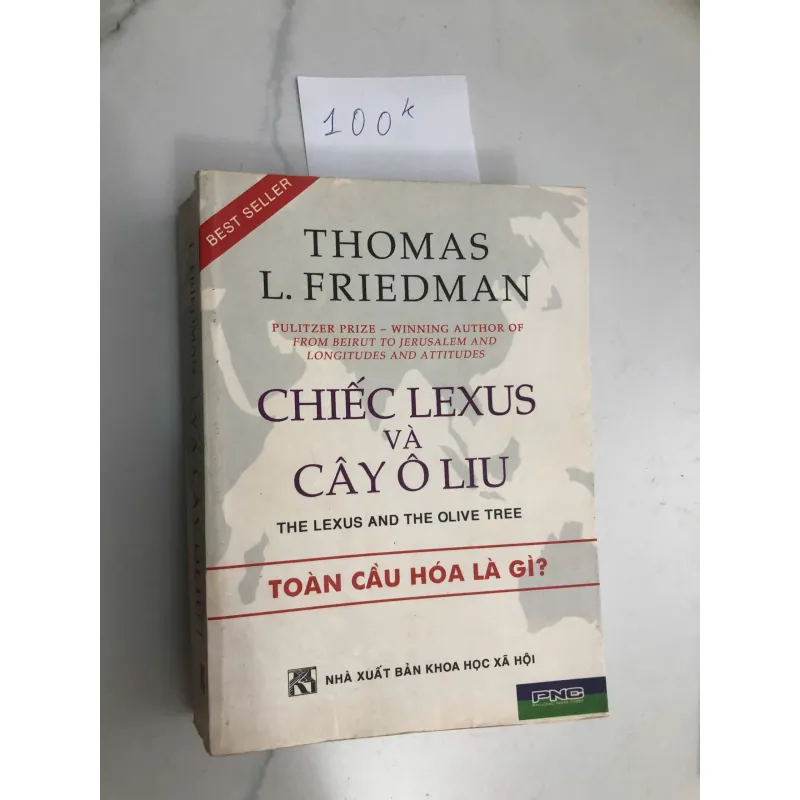 100k
BEST SELLER
THOMAS
L. FRIEDMAN
PULITZER PRIZE – WINNING AUTHOR OF
FROM BEIRUT TO JERUSALEM AND
LONGITUDES AND ATTITUDES
CHIẾC LEXUS
VÀ
CÂY Ô LIU
THE LEXUS AND THE OLIVE TREE
TOÀN CẦU HÓA LÀ GÌ?
NHÀ XUẤT BẢN KHOA HỌC XÃ HỘI
PNC